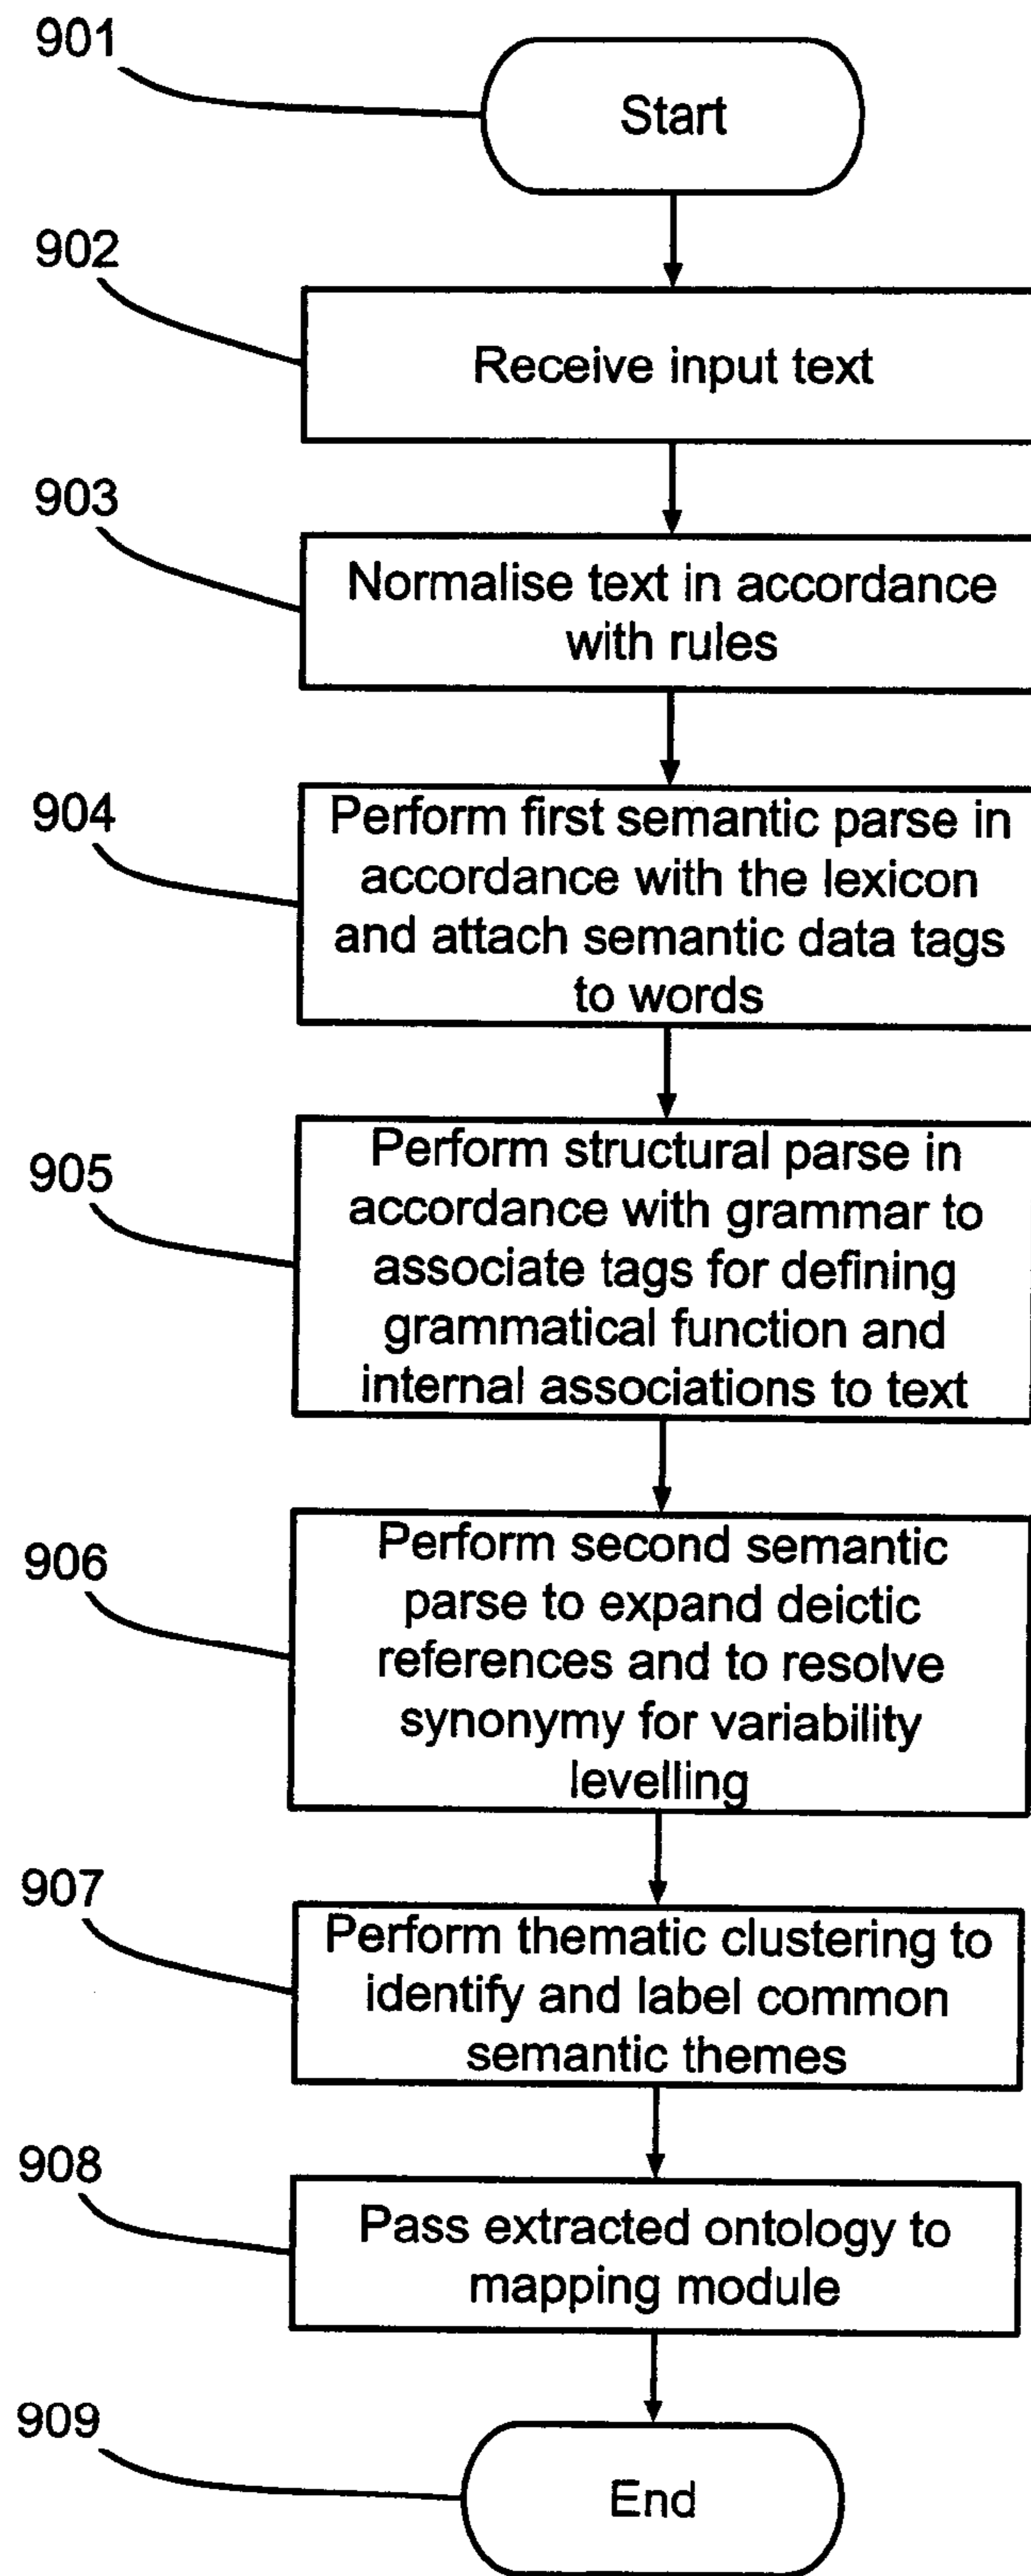 901
Start
902
Receive input text
903
Normalise text in accordance
with rules
904
Perform first semantic parse in
accordance with the lexicon
and attach semantic data tags
to words
905
Perform structural parse in
accordance with grammar to
associate tags for defining
grammatical function and
internal associations to text
906
Perform second semantic
parse to expand deictic
references and to resolve
synonymy for variability
levelling
907
Perform thematic clustering to
identify and label common
semantic themes
908
Pass extracted ontology to
mapping module
909
End